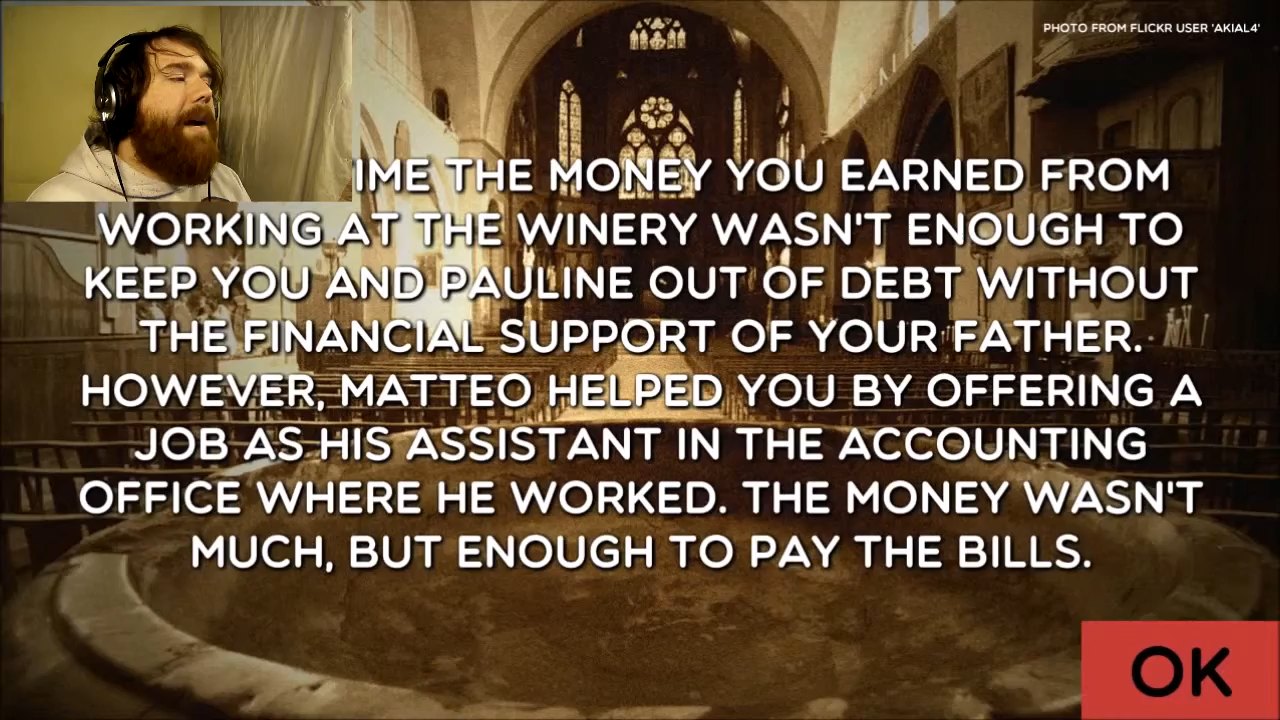 PHOTO FROM FLICKR USER 'AKIAL4'
THE MONEY YOU EARNED FROM
WORKING AT THE WINERY WASN'T ENOUGH TO
KEEP YOU AND PAULINE OUT OF DEBT WITHOUT
THE FINANCIAL SUPPORT OF YOUR FATHER.
HOWEVER, MATTEO HELPED YOU BY OFFERING A
JOB AS HIS ASSISTANT IN THE ACCOUNTING
OFFICE WHERE HE WORKED. THE MONEY WASN'T
MUCH, BUT ENOUGH TO PAY THE BILLS.
OK